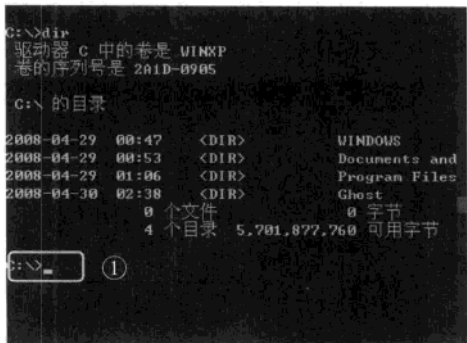 C:\>dir
驱动器 C 中的卷是 WINXP
卷的序列号是 2A1D-0905
C:\ 的目录
2008-04-29 00:47 <DIR> WINDOWS
2008-04-29 00:53 <DIR> Documents and
2008-04-29 01:06 <DIR> Program Files
2008-04-30 02:38 <DIR> Ghost
0 个文件 0 字节
4 个目录 5,701,877,760 可用字节
C:\>_ ①